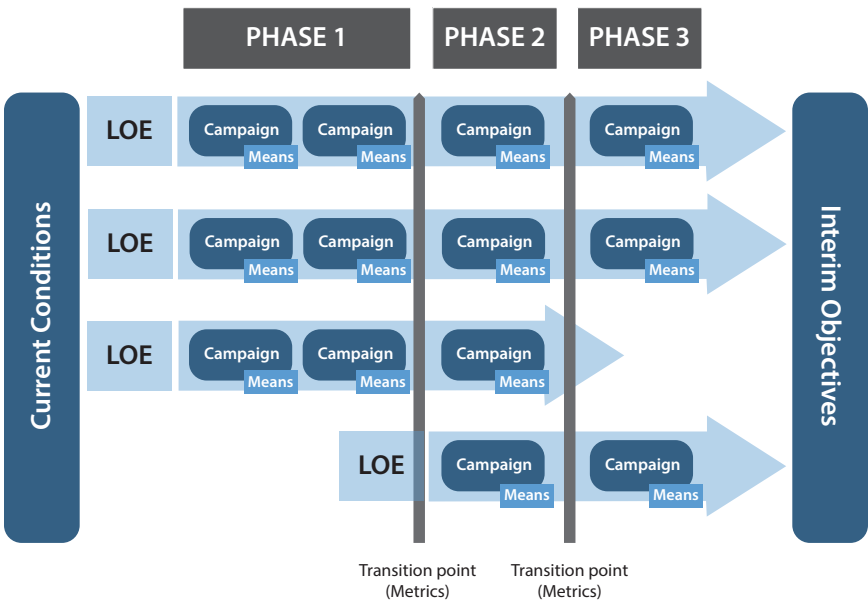 PHASE 1
PHASE 2
PHASE 3
Current Conditions
LOE
Campaign
Means
Campaign
Means
Campaign
Means
Campaign
Means
LOE
Campaign
Means
Campaign
Means
Campaign
Means
Campaign
Means
LOE
Campaign
Means
Campaign
Means
Campaign
Means
LOE
Campaign
Means
Campaign
Means
Interim Objectives
Transition point
(Metrics)
Transition point
(Metrics)